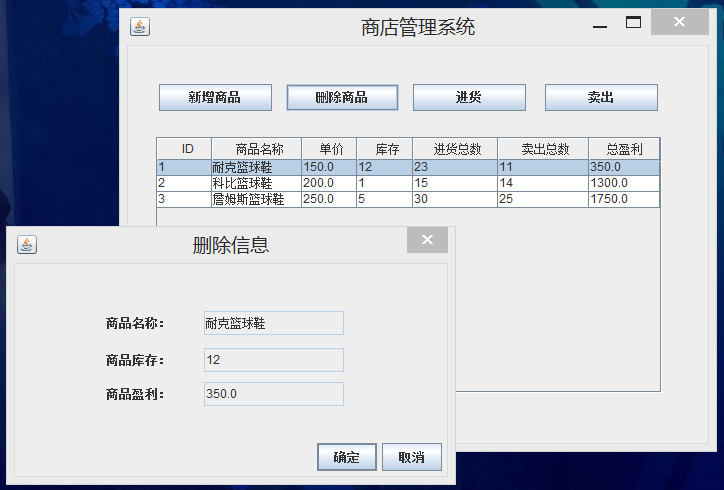 商店管理系统
新增商品 删除商品 进货 卖出
ID 商品名称 单价 库存 进货总数 卖出总数 总盈利
1 耐克篮球鞋 150.0 12 23 11 350.0
2 科比篮球鞋 200.0 1 15 14 1300.0
3 詹姆斯篮球鞋 250.0 5 30 25 1750.0
删除信息
商品名称： 耐克篮球鞋
商品库存： 12
商品盈利： 350.0
确定 取消